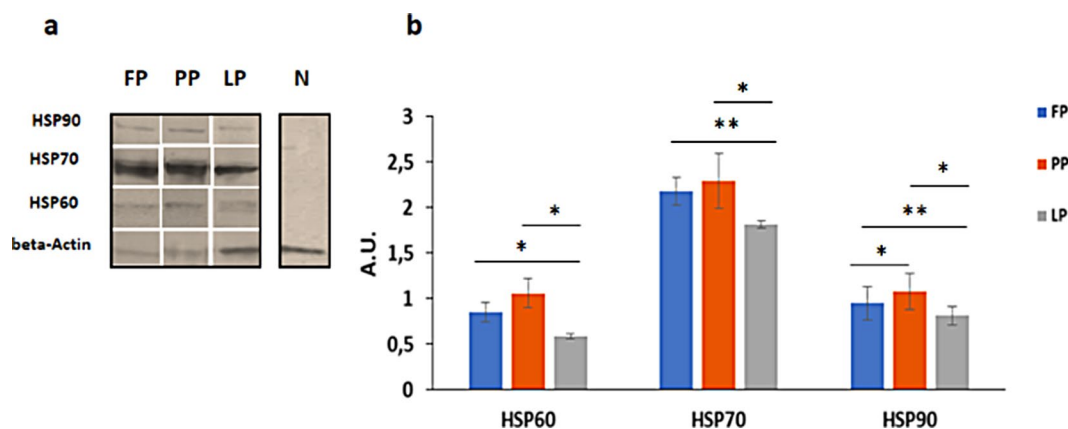 a
FP PP LP N
HSP90
HSP70
HSP60
beta-Actin
b
A.U.
3
2,5
2
1,5
1
0,5
0
* *
*
* **
* ** *
HSP60 HSP70 HSP90
FP
PP
LP